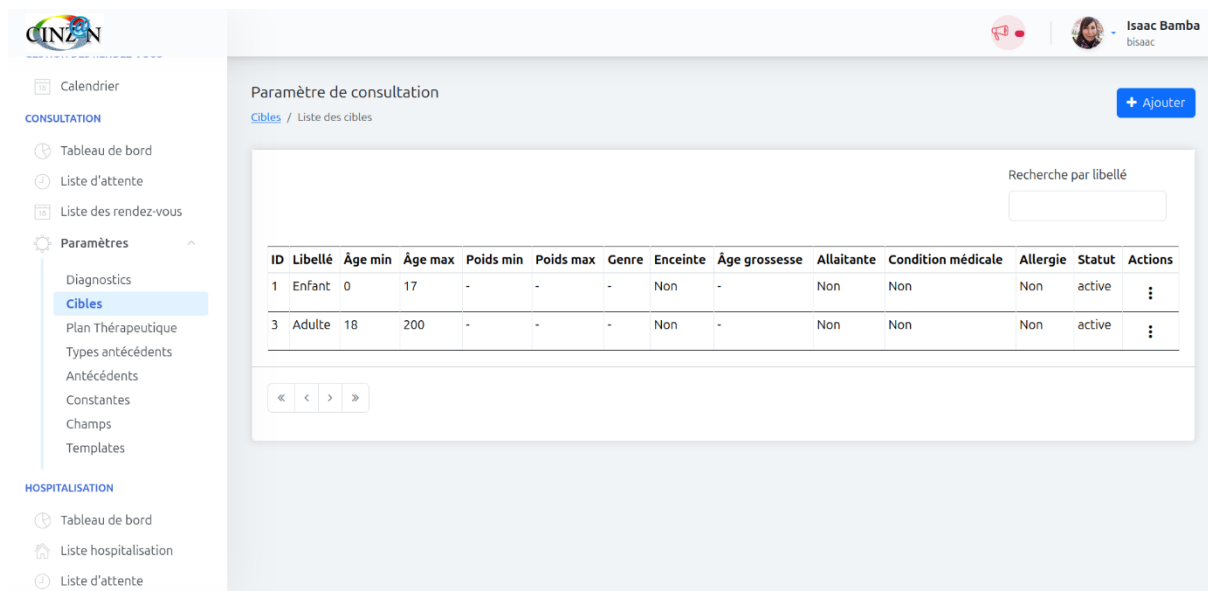 CINZ@N
Isaac Bamba
bisaac
Calendrier
CONSULTATION
Tableau de bord
Liste d'attente
Liste des rendez-vous
Paramètres
Diagnostics
Cibles
Plan Thérapeutique
Types antécédents
Antécédents
Constantes
Champs
Templates
HOSPITALISATION
Tableau de bord
Liste hospitalisation
Liste d'attente
Paramètre de consultation
+ Ajouter
Cibles / Liste des cibles
Recherche par libellé
ID Libellé Âge min Âge max Poids min Poids max Genre Enceinte Âge grossesse Allaitante Condition médicale Allergie Statut Actions
1 Enfant 0 17 - - - Non - Non Non Non active
3 Adulte 18 200 - - - Non - Non Non Non active
« ‹ › »